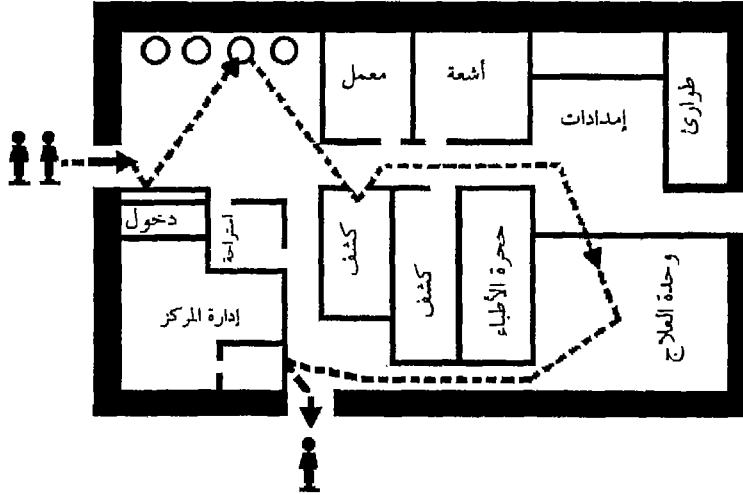 معمل
أشعة
إمدادات
طوارئ
دخول
استراحة
كشف
كشف
حجرة الأطباء
وحدة العلاج
إدارة المركز